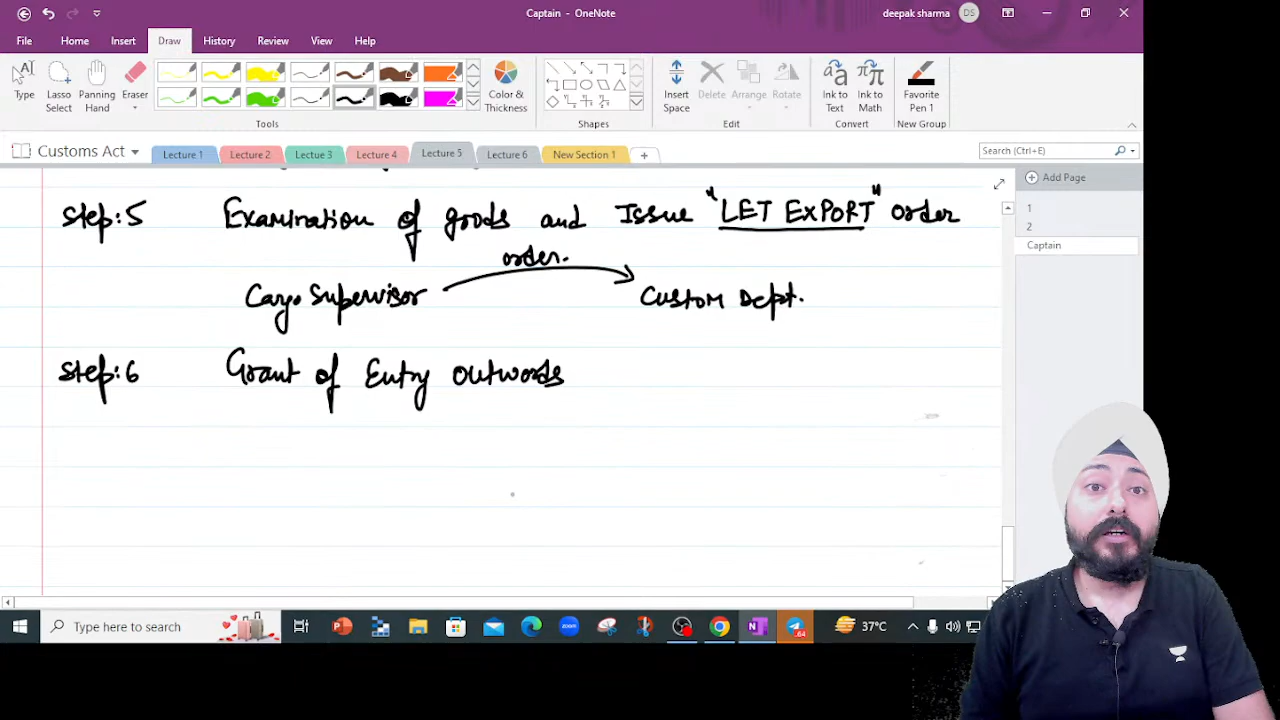 Captain - OneNote
deepak sharma DS
File Home Insert Draw History Review View Help
Type Lasso Select Panning Hand Eraser Color & Thickness Insert Space Delete Arrange Rotate Ink to Text Ink to Math Favorite Pen 1
Tools Shapes Edit Convert New Group
Customs Act Lecture 1 Lecture 2 Lectue 3 Lecture 4 Lecture 5 Lecture 6 New Section 1 Search (Ctrl+E)
Add Page
1
2
Captain
Step:5 Examination of goods and Issue "LET EXPORT" order
order.
Cargo Supervisor Custom Dept.
Step:6 Grant of Entry Outwords
Type here to search 64 37°C